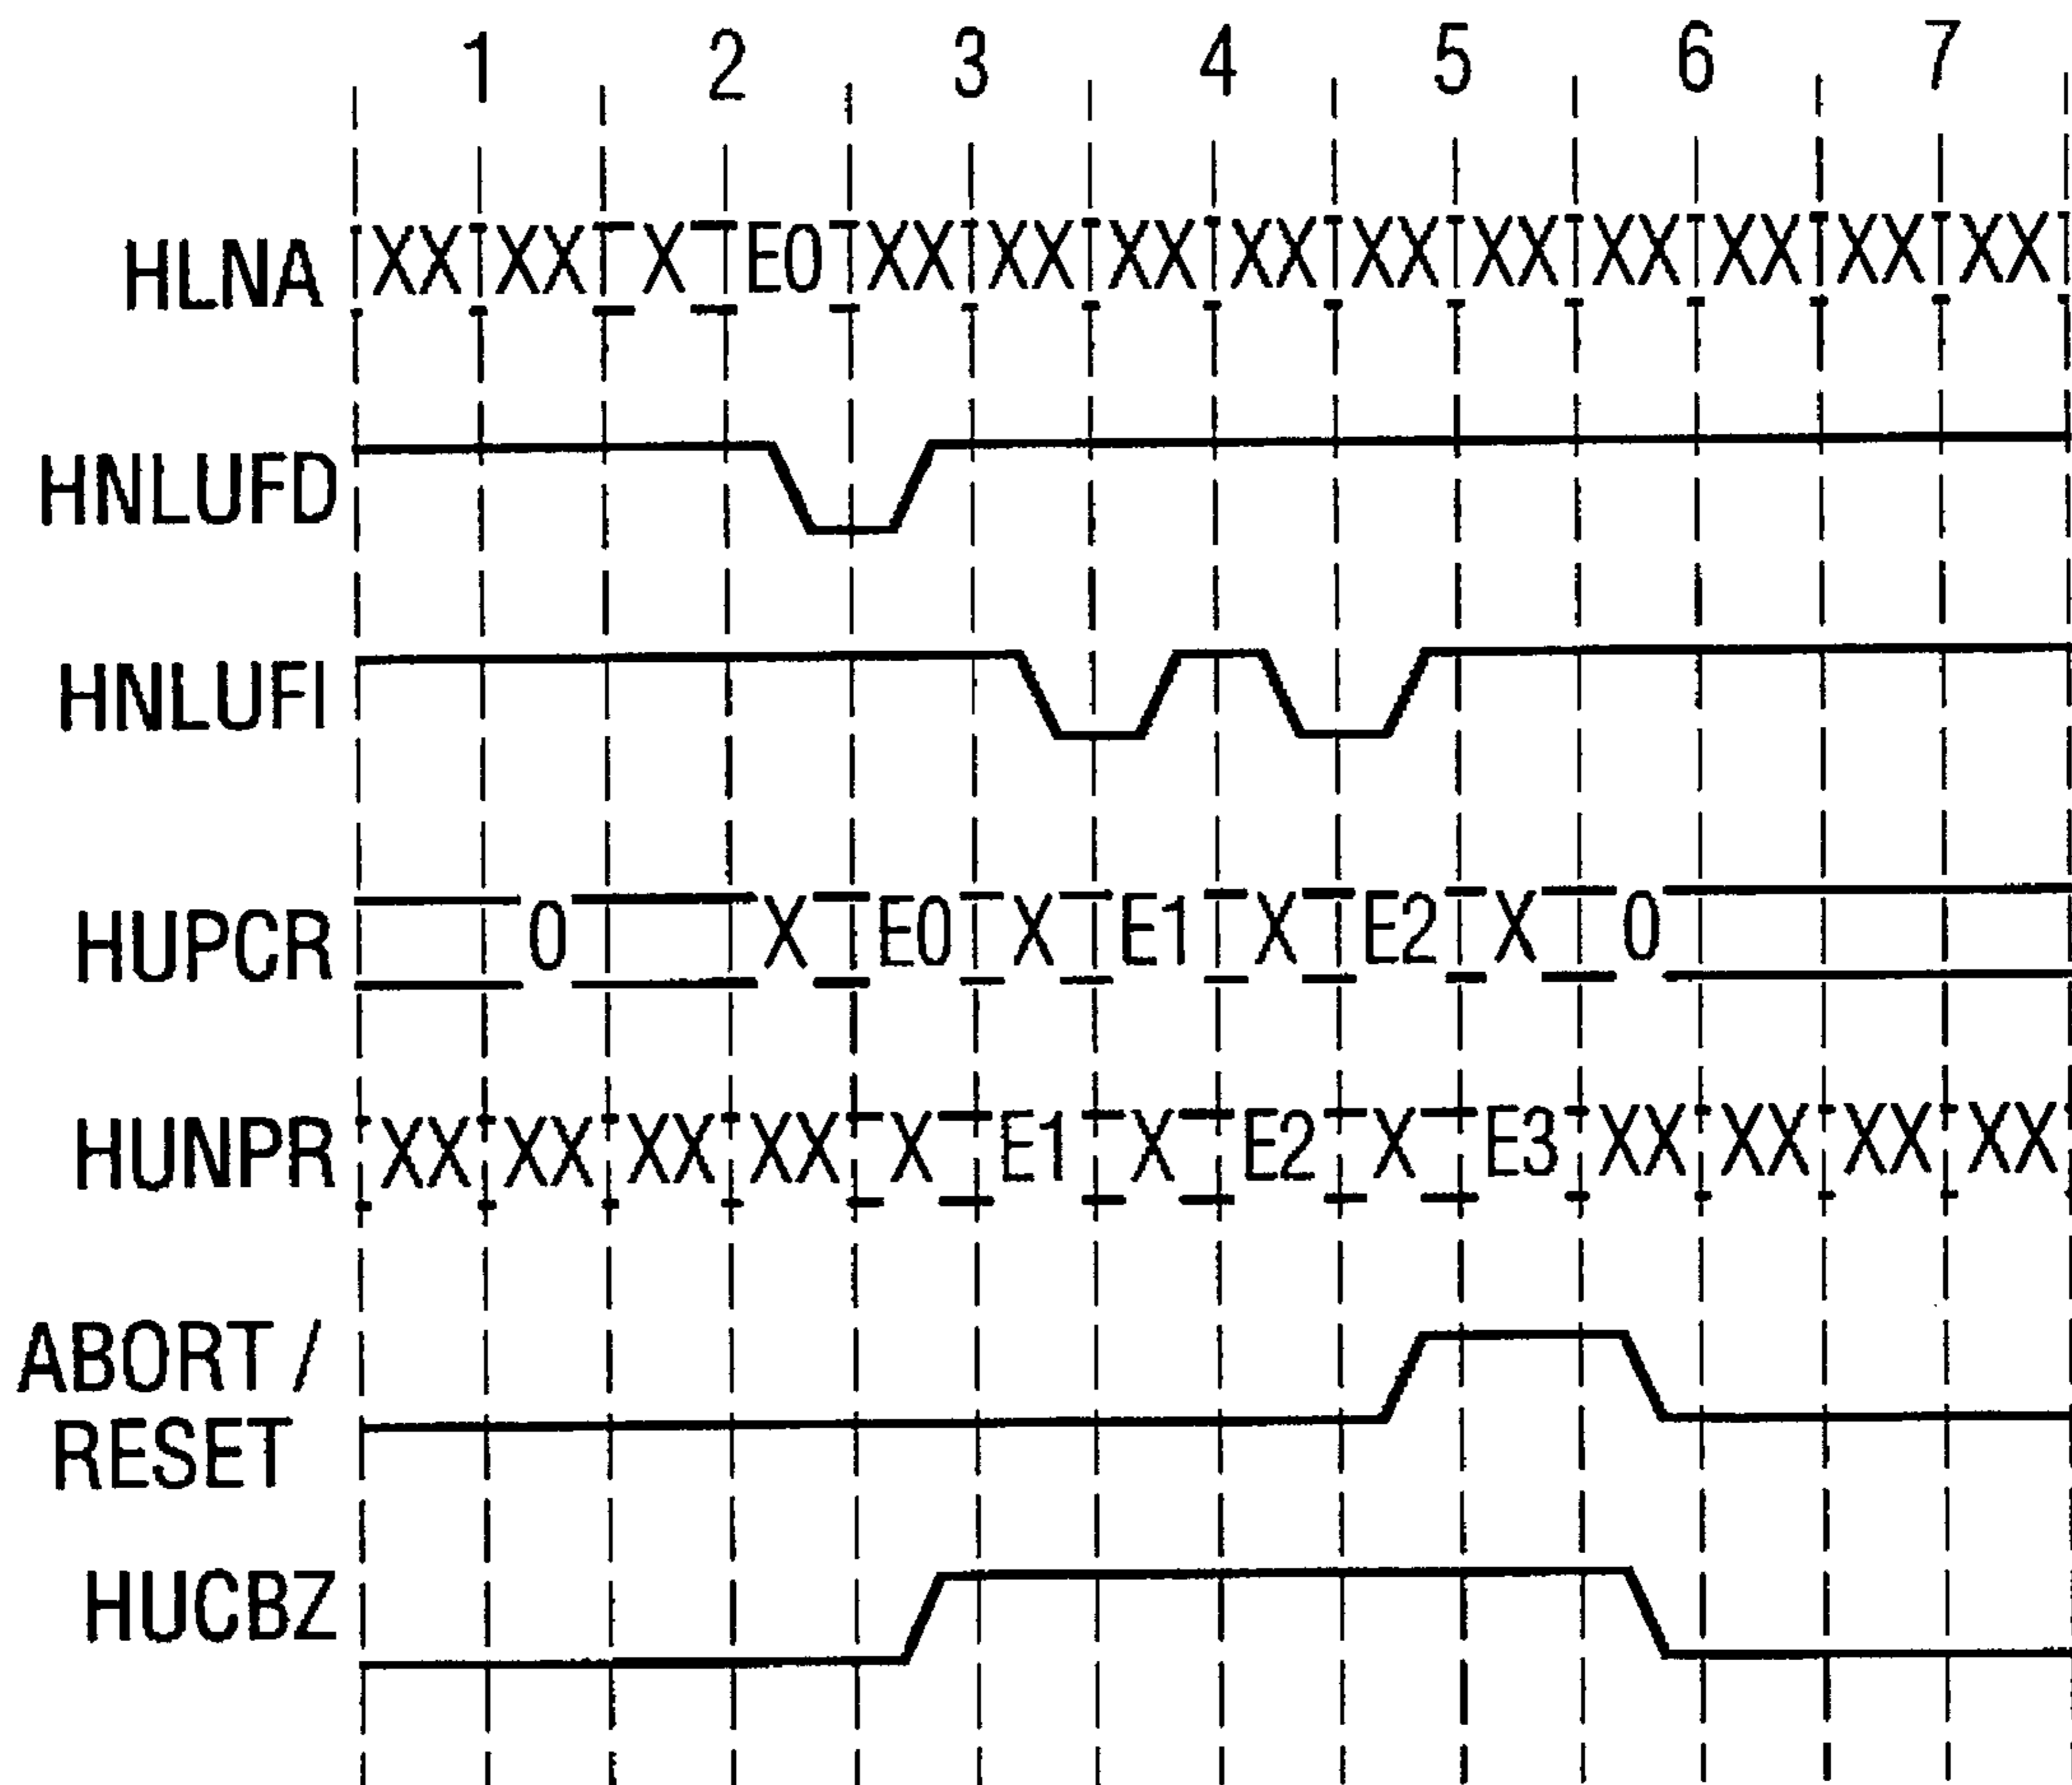 1 2 3 4 5 6 7
HLNA XX XX X E0 XX XX XX XX XX XX XX XX XX XX
HNLUFD
HNLUFI
HUPCR 0 X E0 X E1 X E2 X 0
HUNPR XX XX XX XX X E1 X E2 X E3 XX XX XX XX
ABORT /
RESET
HUCBZ